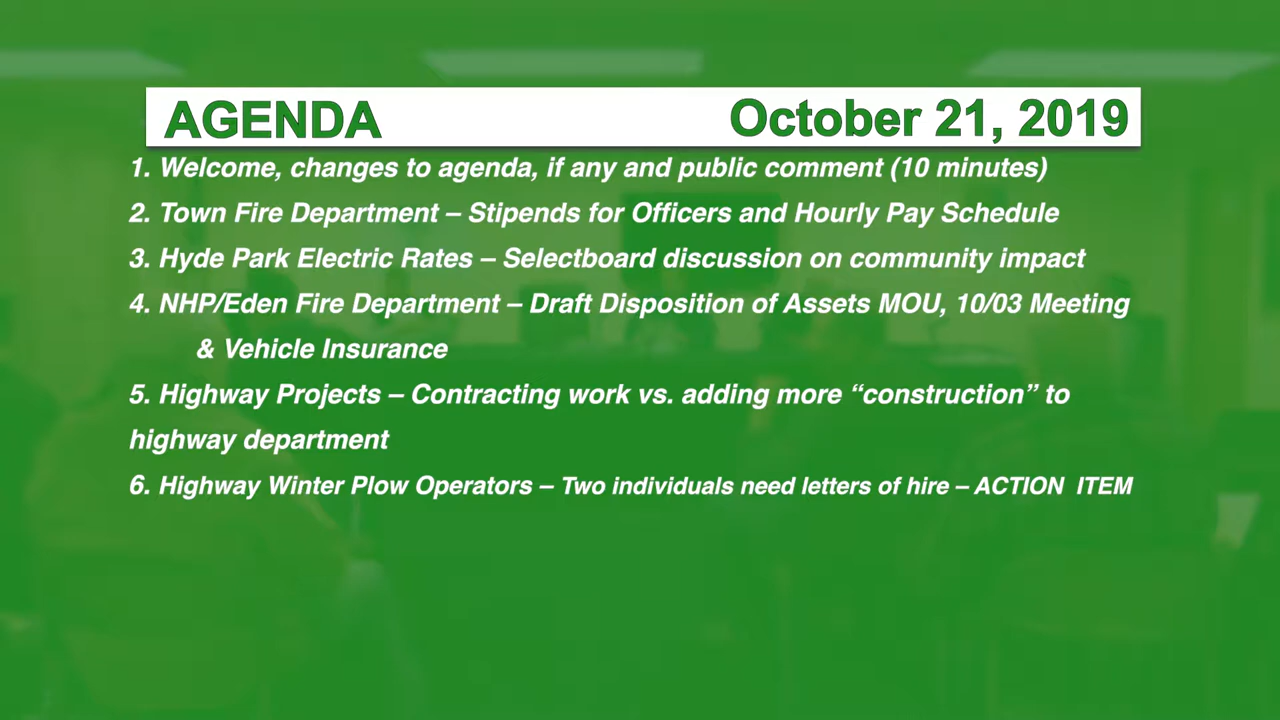 AGENDA October 21, 2019
1. Welcome, changes to agenda, if any and public comment (10 minutes)
2. Town Fire Department – Stipends for Officers and Hourly Pay Schedule
3. Hyde Park Electric Rates – Selectboard discussion on community impact
4. NHP/Eden Fire Department – Draft Disposition of Assets MOU, 10/03 Meeting
& Vehicle Insurance
5. Highway Projects – Contracting work vs. adding more “construction” to
highway department
6. Highway Winter Plow Operators – Two individuals need letters of hire – ACTION ITEM